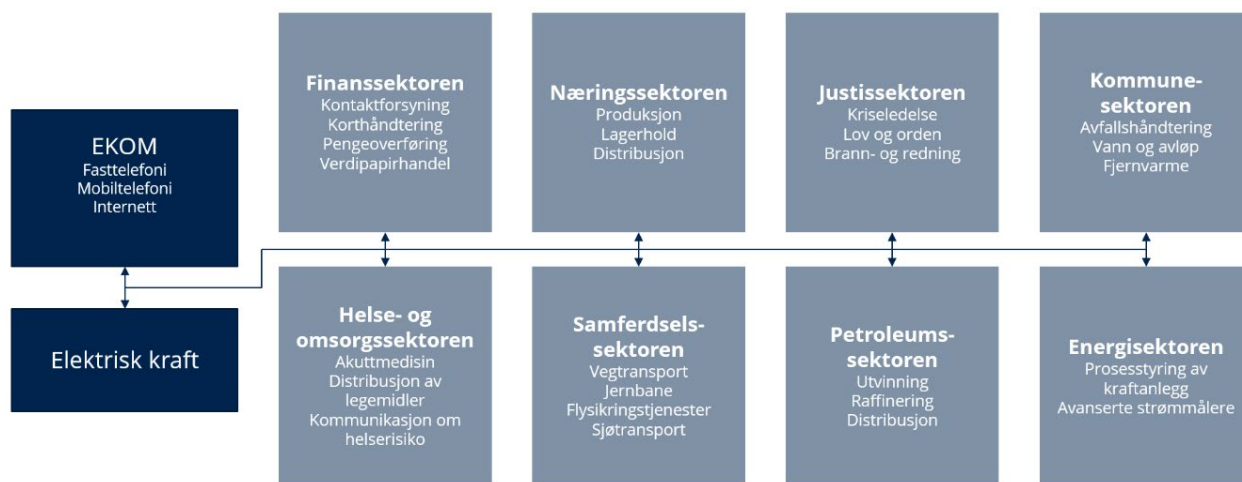 EKOM
Fasttelefoni
Mobiltelefoni
Internett
Elektrisk kraft
Finanssektoren
Kontaktforsyning
Korthåndtering
Pengeoverføring
Verdipapirhandel
Næringssektoren
Produksjon
Lagerhold
Distribusjon
Justissektoren
Kriseledelse
Lov og orden
Brann- og redning
Kommune-
sektoren
Avfallshåndtering
Vann og avløp
Fjernvarme
Helse- og
omsorgssektoren
Akuttmedisin
Distribusjon av
legemidler
Kommunikasjon om
helserisiko
Samferdsels-
sektoren
Vegtransport
Jernbane
Flysikringstjenester
Sjøtransport
Petroleums-
sektoren
Utvinning
Raffinering
Distribusjon
Energisektoren
Prosesstyring av
kraftanlegg
Avanserte strømmålere